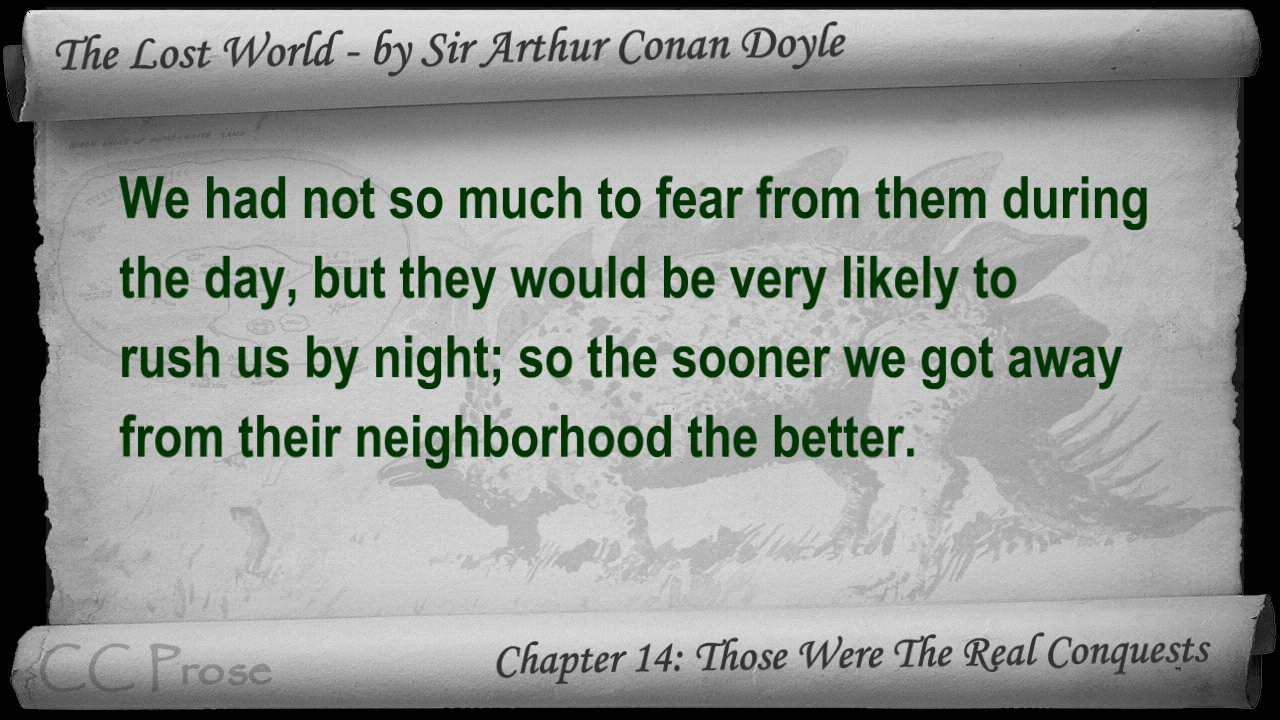 The Lost World - by Sir Arthur Conan Doyle
We had not so much to fear from them during
the day, but they would be very likely to
rush us by night; so the sooner we got away
from their neighborhood the better.
CC Prose
Chapter 14: Those Were The Real Conquests